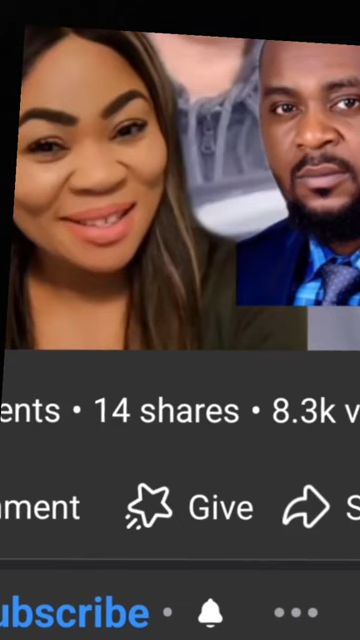 ents • 14 shares • 8.3k v
ment Give S
ubscribe •